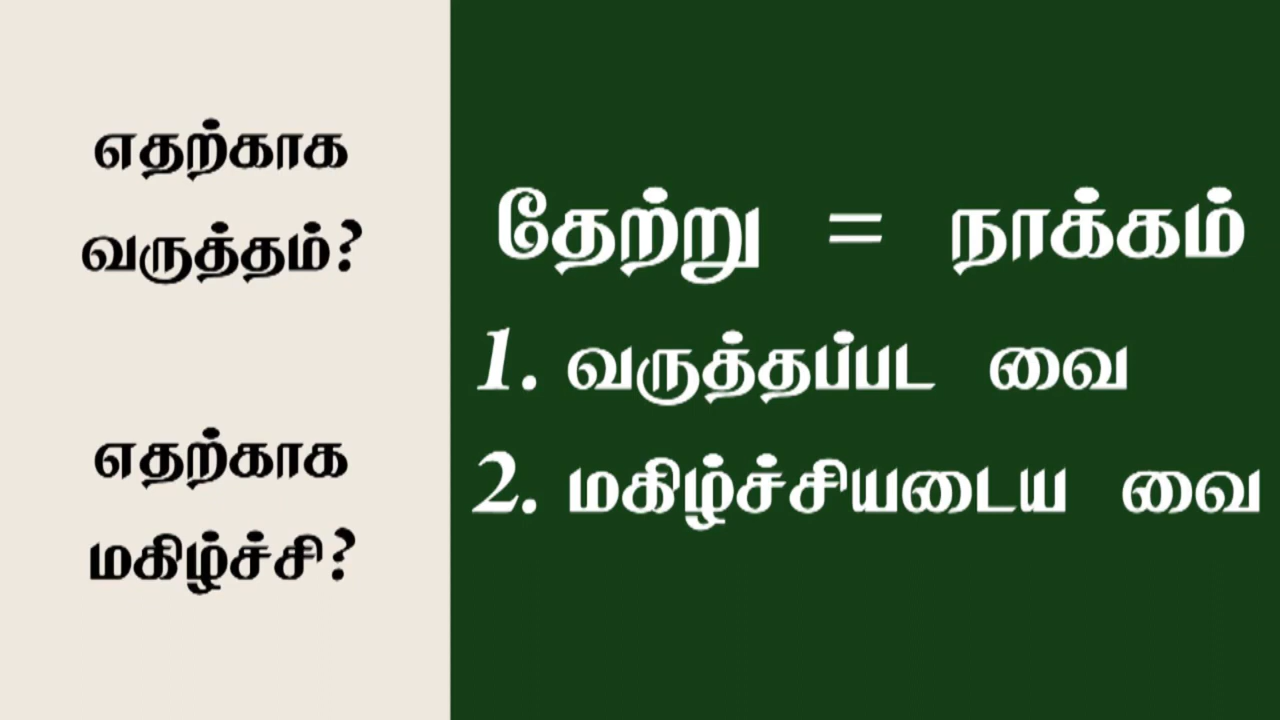 எதற்காக
வருத்தம்?
எதற்காக
மகிழ்ச்சி?
தேற்று = நாக்கம்
1. வருத்தப்பட வை
2. மகிழ்ச்சியடைய வை